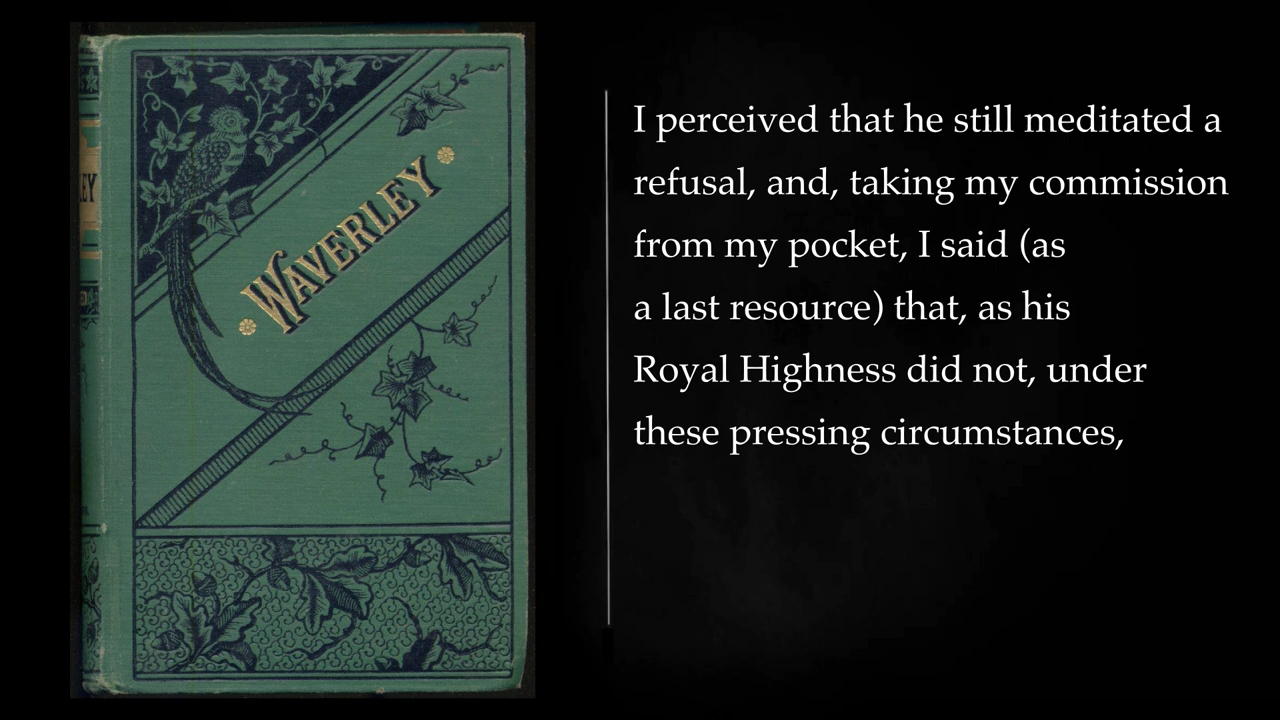 WAVERLEY
EY
I perceived that he still meditated a
refusal, and, taking my commission
from my pocket, I said (as
a last resource) that, as his
Royal Highness did not, under
these pressing circumstances,